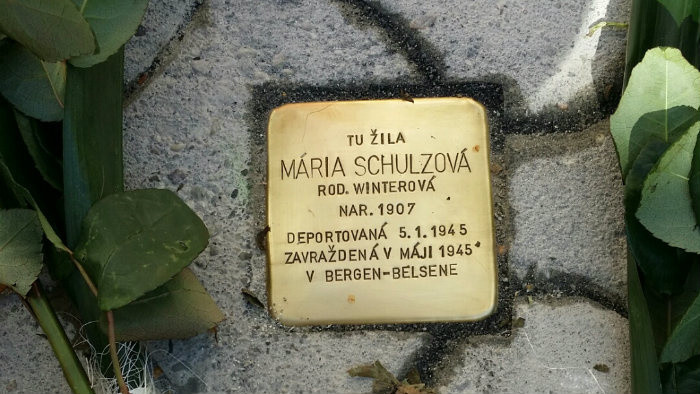 TU ŽILA
MÁRIA SCHULZOVÁ
ROD. WINTEROVÁ
NAR. 1907
DEPORTOVANÁ 5.1.1945
ZAVRAŽDENÁ V MÁJI 1945
V BERGEN-BELSENE